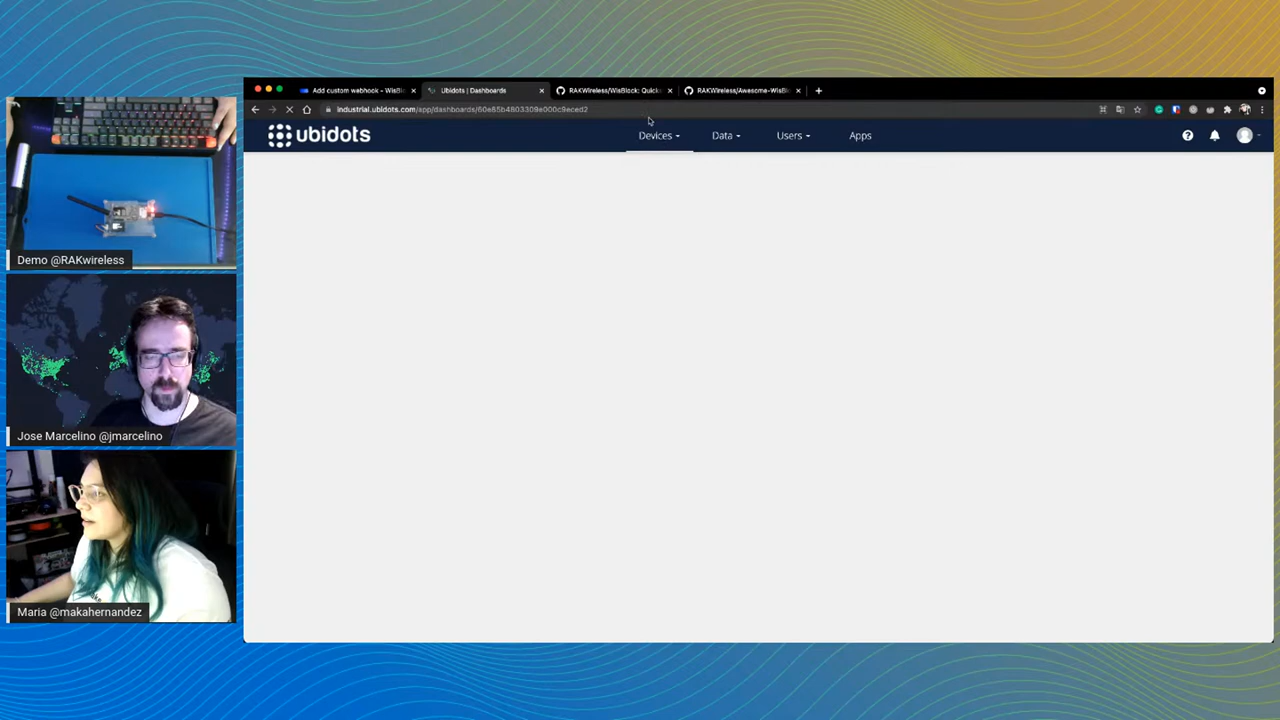 Add custom webhook - WisBl
Ubidots | Dashboards
RAKWireless/WisBlock: Quick
RAKWireless/Awesome-WisBl
industrial.ubidots.com/app/dashboards/60e85b4803309e000c9eced2
ubidots
Devices
Data
Users
Apps
Demo @RAKwireless
Jose Marcelino @jmarcelino
Maria @makahernandez